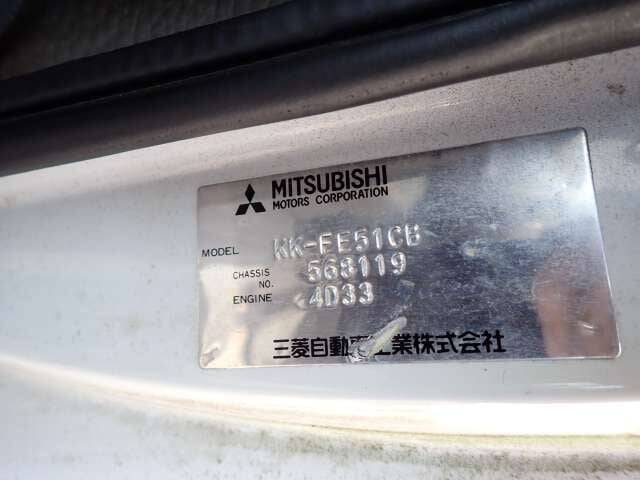 MITSUBISHI
MOTORS CORPORATION
MODEL KK-FE51CB
CHASSIS NO. 568119
ENGINE 4D33
三菱自動車工業株式会社